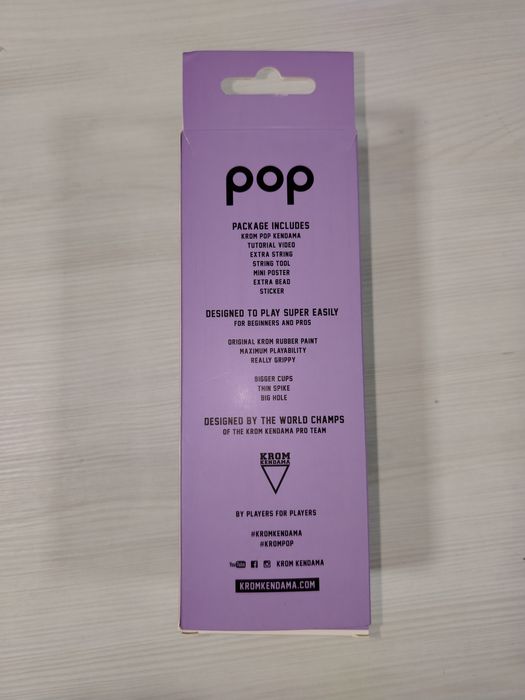 pop
PACKAGE INCLUDES
KROM POP KENDAMA
TUTORIAL VIDEO
EXTRA STRING
STRING TOOL
MINI POSTER
EXTRA BEAD
STICKER
DESIGNED TO PLAY SUPER EASILY
FOR BEGINNERS AND PROS
ORIGINAL KROM RUBBER PAINT
MAXIMUM PLAYABILITY
REALLY GRIPPY
BIGGER CUPS
THIN SPIKE
BIG HOLE
DESIGNED BY THE WORLD CHAMPS
OF THE KROM KENDAMA PRO TEAM
KROM
KENDAMA
BY PLAYERS FOR PLAYERS
#KROMKENDAMA
#KROMPOP
YouTube f KROM KENDAMA
KROMKENDAMA.COM